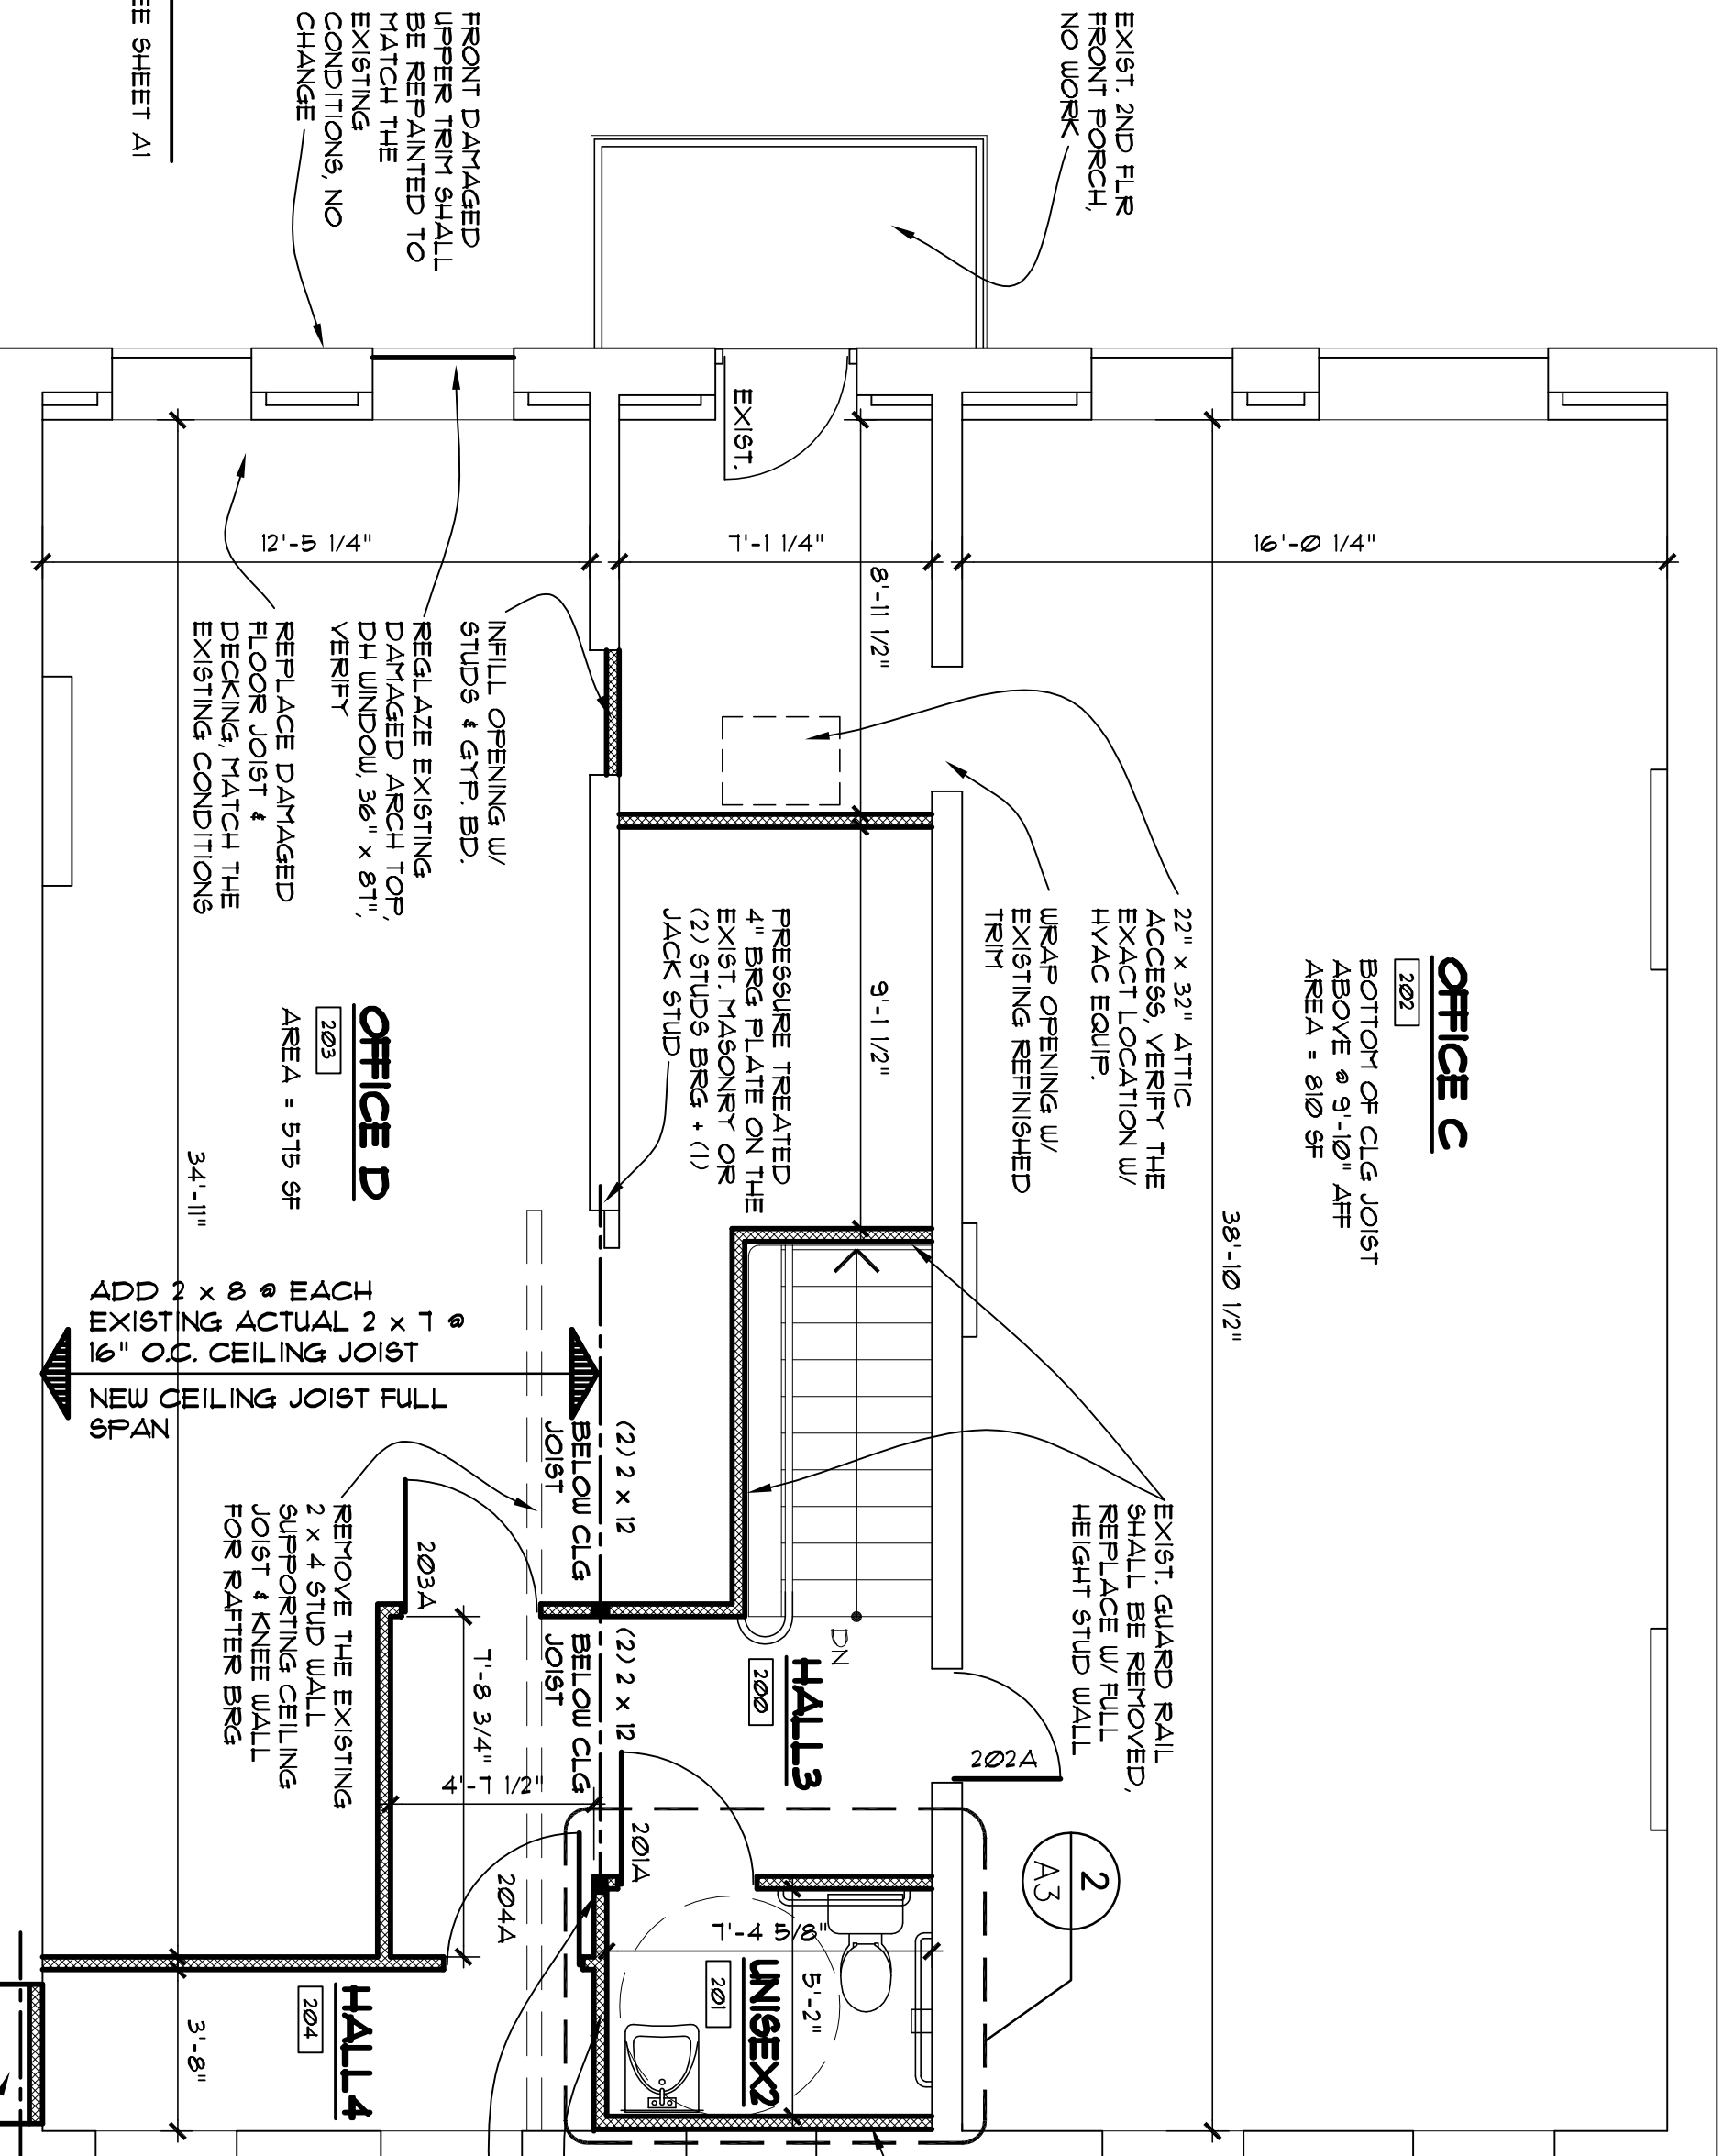 EXIST. 2ND FLR
FRONT PORCH,
NO WORK
FRONT DAMAGED
UPPER TRIM SHALL
BE REPAINTED TO
MATCH THE
EXISTING
CONDITIONS, NO
CHANGE
EE SHEET A1
EXIST.
16'-0 1/4"
7'-1 1/4"
12'-5 1/4"
8'-11 1/2"
INFILL OPENING W/
STUDS & GYP. BD.
REGLAZE EXISTING
DAMAGED ARCH TOP,
DH WINDOW, 36" x 87",
VERIFY
REPLACE DAMAGED
FLOOR JOIST &
DECKING, MATCH THE
EXISTING CONDITIONS
OFFICE C
202
BOTTOM OF CLG JOIST
ABOVE @ 9'-10" AFF
AREA = 810 SF
22" x 32" ATTIC
ACCESS, VERIFY THE
EXACT LOCATION W/
HVAC EQUIP.
WRAP OPENING W/
EXISTING REFINISHED
TRIM
9'-1 1/2"
PRESSURE TREATED
4" BRG PLATE ON THE
EXIST. MASONRY OR
(2) STUDS BRG + (1)
JACK STUD
OFFICE D
203
AREA = 575 SF
34'-11"
38'-10 1/2"
ADD 2 x 8 @ EACH
EXISTING ACTUAL 2 x 7 @
16" O.C. CEILING JOIST
NEW CEILING JOIST FULL
SPAN
(2) 2 x 12
BELOW CLG
JOIST
EXIST. GUARD RAIL
SHALL BE REMOVED,
REPLACE W/ FULL
HEIGHT STUD WALL
REMOVE THE EXISTING
2 x 4 STUD WALL
SUPPORTING CEILING
JOIST & KNEE WALL
FOR RAFTER BRG
203A
DN
HALL3
200
(2) 2 x 12
BELOW CLG
JOIST
7'-8 3/4"
4'-7 1/2"
202A
201A
204A
2
A3
7'-4 5/8"
5'-2"
UNISEX2
201
HALL4
204
3'-8"